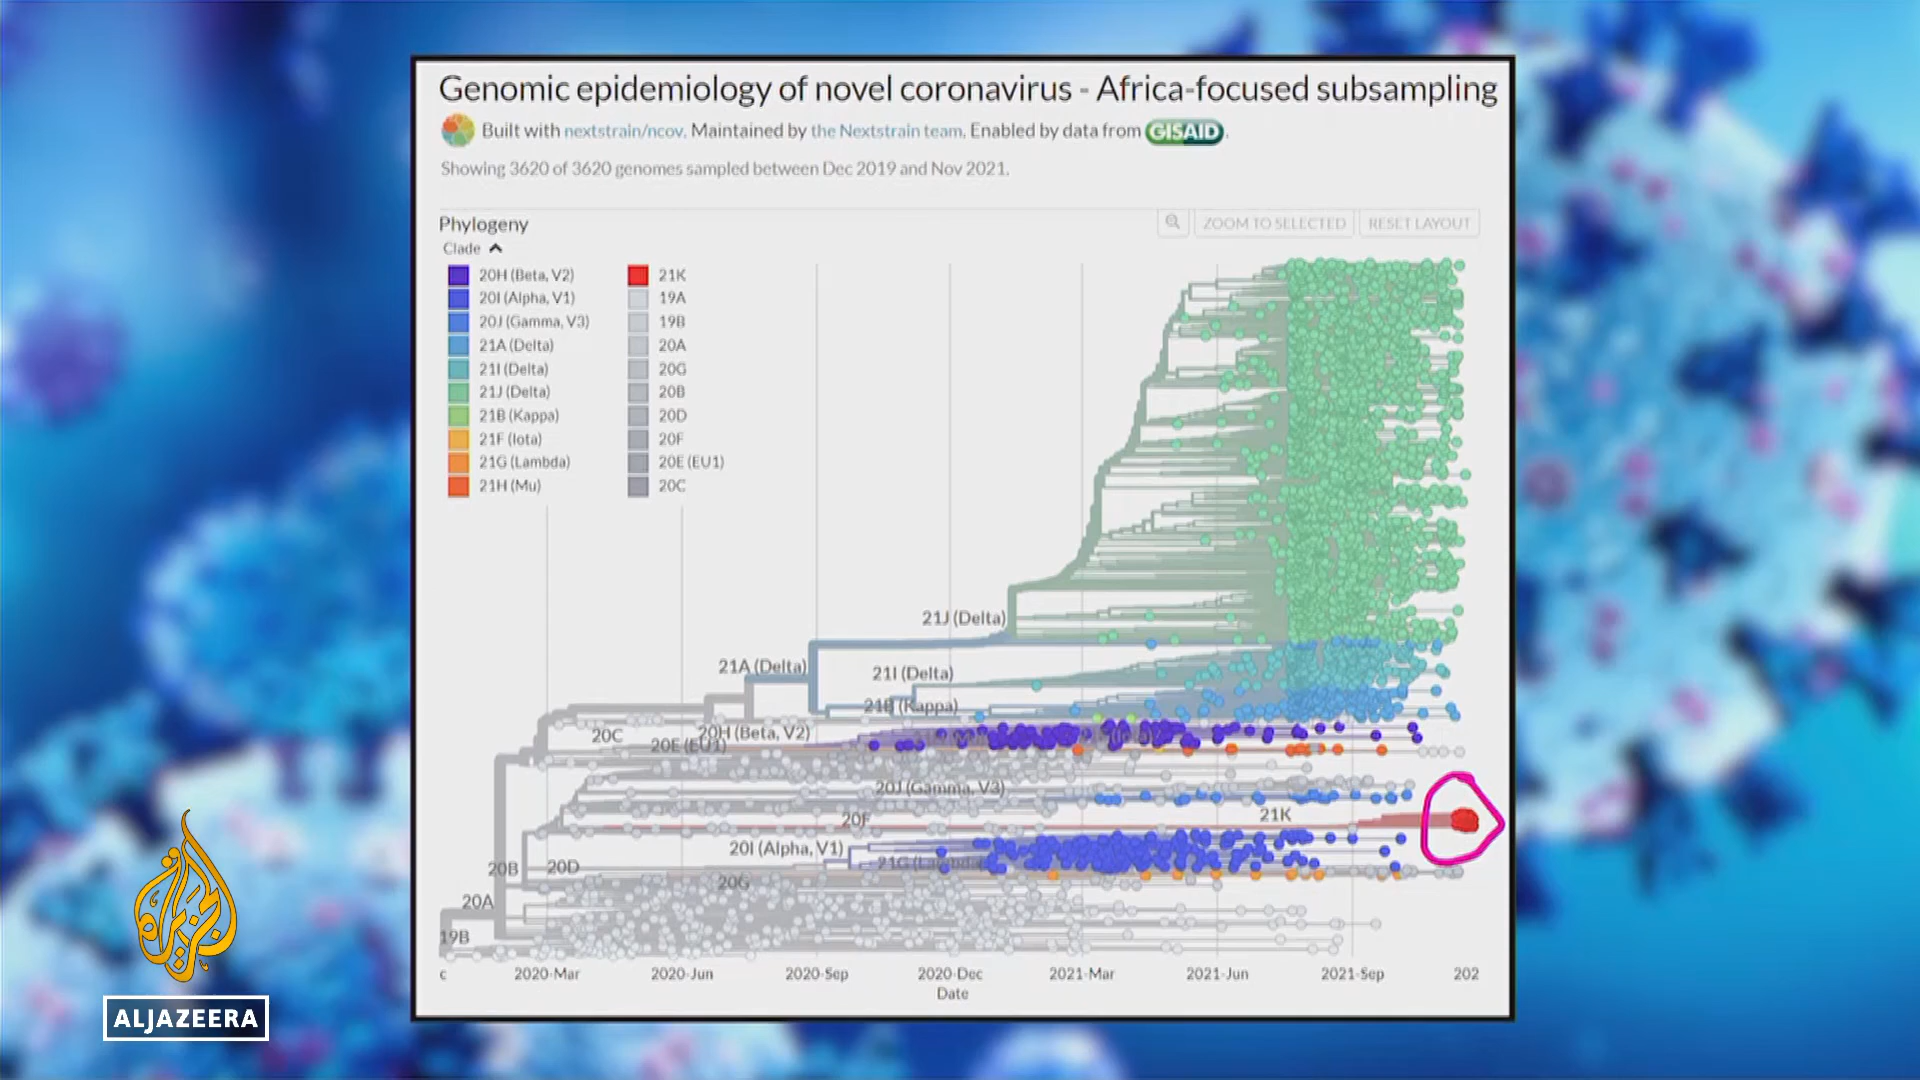 Genomic epidemiology of novel coronavirus - Africa-focused subsampling
Built with nextstrain/ncov. Maintained by the Nextstrain team. Enabled by data from GISAID.
Showing 3620 of 3620 genomes sampled between Dec 2019 and Nov 2021.
Phylogeny
ZOOM TO SELECTED
RESET LAYOUT
Clade
20H (Beta, V2)
20I (Alpha, V1)
20J (Gamma, V3)
21A (Delta)
21I (Delta)
21J (Delta)
21B (Kappa)
21F (Iota)
21G (Lambda)
21H (Mu)
21K
19A
19B
20A
20G
20B
20D
20F
20E (EU1)
20C
21J (Delta)
21A (Delta)
21I (Delta)
21B (Kappa)
20C
20H (Beta, V2)
20E (EU1)
20J (Gamma, V3)
21K
20F
20I (Alpha, V1)
21G (Lambda)
20B
20D
20G
20A
19B
c
2020-Mar
2020-Jun
2020-Sep
2020-Dec
2021-Mar
2021-Jun
2021-Sep
202
Date
الجزيرة
ALJAZEERA